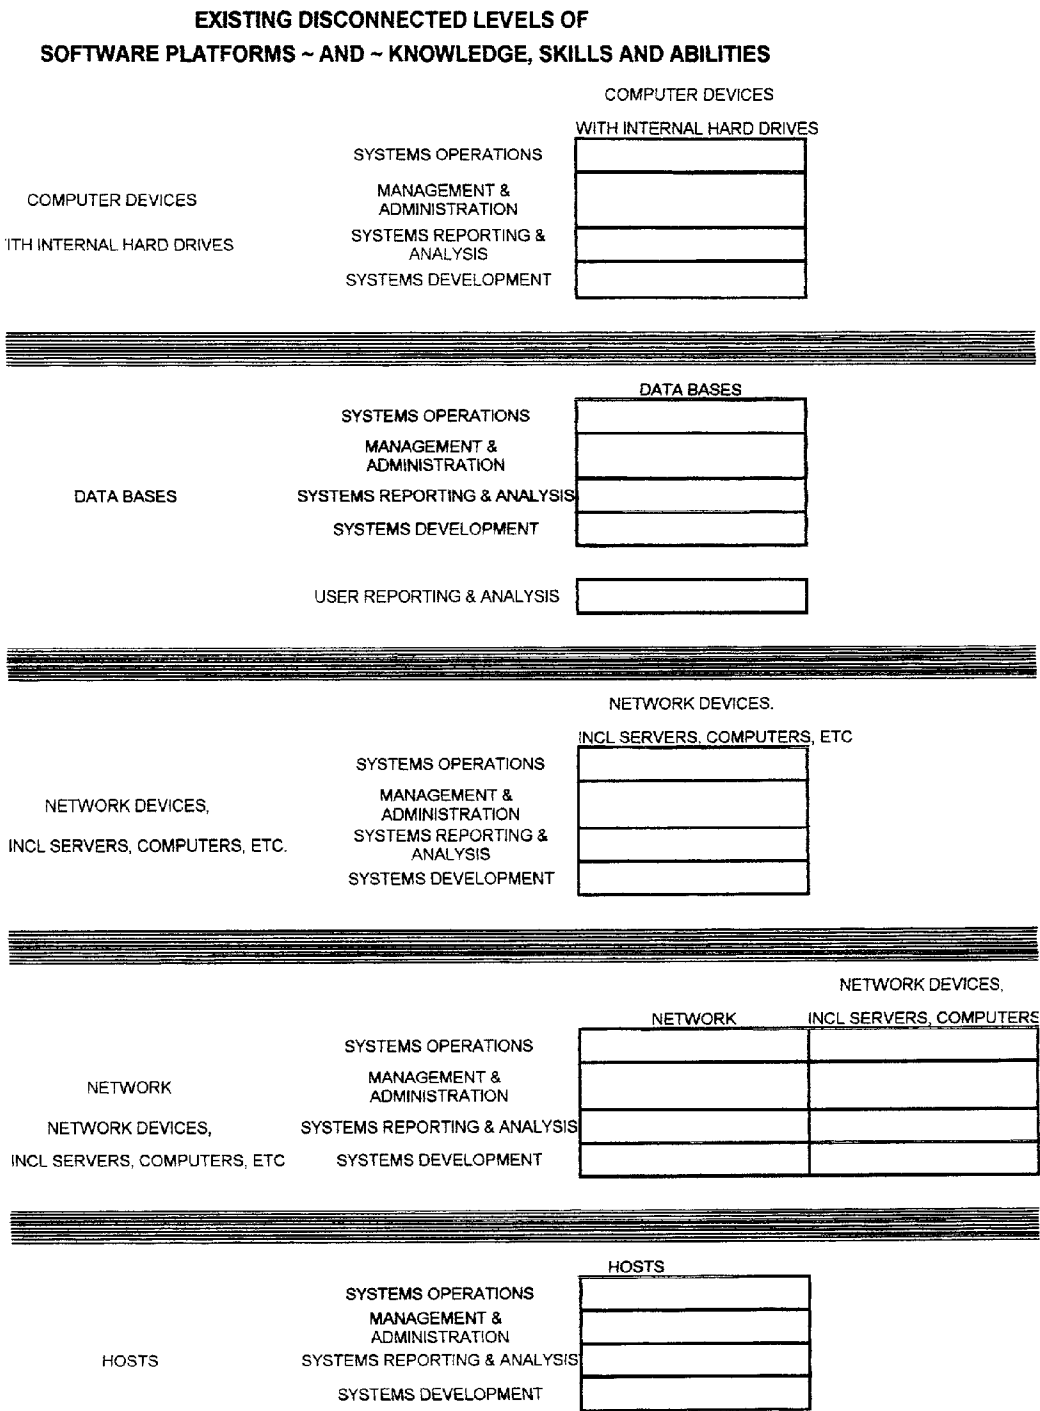 EXISTING DISCONNECTED LEVELS OF
SOFTWARE PLATFORMS ~ AND ~ KNOWLEDGE, SKILLS AND ABILITIES
COMPUTER DEVICES
WITH INTERNAL HARD DRIVES
SYSTEMS OPERATIONS
MANAGEMENT &
ADMINISTRATION
COMPUTER DEVICES
SYSTEMS REPORTING &
ANALYSIS
ITH INTERNAL HARD DRIVES
SYSTEMS DEVELOPMENT
DATA BASES
SYSTEMS OPERATIONS
MANAGEMENT &
ADMINISTRATION
DATA BASES
SYSTEMS REPORTING & ANALYSIS
SYSTEMS DEVELOPMENT
USER REPORTING & ANALYSIS
NETWORK DEVICES.
INCL SERVERS, COMPUTERS, ETC
SYSTEMS OPERATIONS
MANAGEMENT &
ADMINISTRATION
NETWORK DEVICES,
SYSTEMS REPORTING &
ANALYSIS
INCL SERVERS, COMPUTERS, ETC.
SYSTEMS DEVELOPMENT
NETWORK DEVICES,
NETWORK
INCL SERVERS, COMPUTERS
SYSTEMS OPERATIONS
MANAGEMENT &
ADMINISTRATION
NETWORK
NETWORK DEVICES,
SYSTEMS REPORTING & ANALYSIS
INCL SERVERS, COMPUTERS, ETC
SYSTEMS DEVELOPMENT
HOSTS
SYSTEMS OPERATIONS
MANAGEMENT &
ADMINISTRATION
HOSTS
SYSTEMS REPORTING & ANALYSIS
SYSTEMS DEVELOPMENT